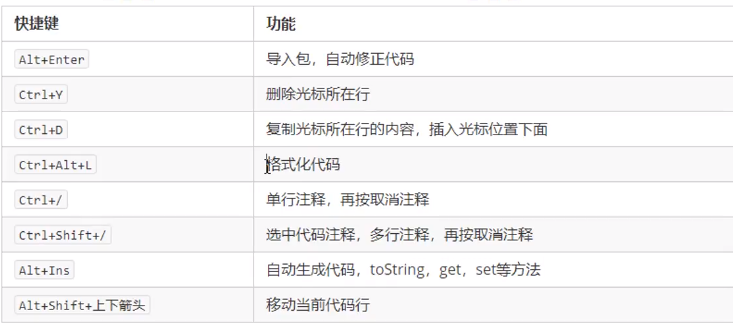 快捷键 功能
Alt+Enter 导入包，自动修正代码
Ctrl+Y 删除光标所在行
Ctrl+D 复制光标所在行的内容，插入光标位置下面
Ctrl+Alt+L 格式化代码
Ctrl+/ 单行注释，再按取消注释
Ctrl+Shift+/ 选中代码注释，多行注释，再按取消注释
Alt+Ins 自动生成代码，toString，get，set等方法
Alt+Shift+上下箭头 移动当前代码行